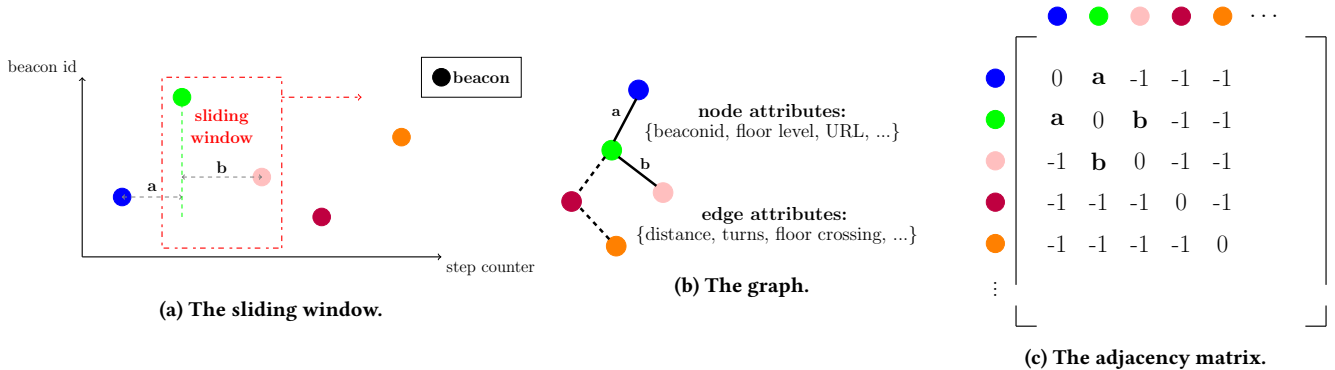 beacon id
beacon
sliding
window
a
b
step counter
(a) The sliding window.
a
b
node attributes:
{beaconid, floor level, URL, ...}
edge attributes:
{distance, turns, floor crossing, ...}
(b) The graph.
...
0 a -1 -1 -1
a 0 b -1 -1
-1 b 0 -1 -1
-1 -1 -1 0 -1
-1 -1 -1 -1 0
⋮
(c) The adjacency matrix.